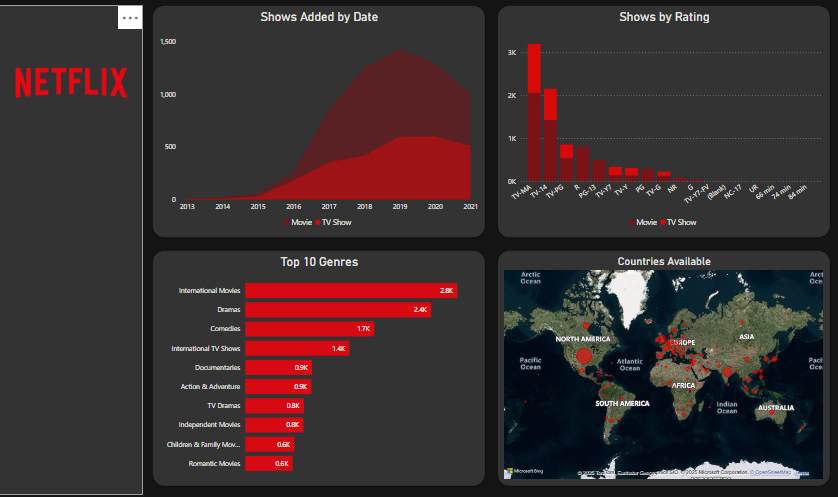 ...
NETFLIX
Shows Added by Date
1,500
1,000
500
0
2013 2014 2015 2016 2017 2018 2019 2020 2021
Movie TV Show
Shows by Rating
3K
2K
1K
0K
TV-MA TV-14 TV-PG R PG-13 TV-Y7 TV-Y PG TV-G NR G TV-Y7-FV (Blank) NC-17 UR 66 min 74 min 84 min
Movie TV Show
Top 10 Genres
International Movies 2.8K
Dramas 2.4K
Comedies 1.7K
International TV Shows 1.4K
Documentaries 0.9K
Action & Adventure 0.9K
TV Dramas 0.8K
Independent Movies 0.8K
Children & Family Mov... 0.6K
Romantic Movies 0.6K
Countries Available
Arctic
Ocean
Arctic
Ocean
NORTH AMERICA
EUROPE
ASIA
Pacific
Ocean
Atlantic
Ocean
Pacific
Ocean
AFRICA
SOUTH AMERICA
Indian
Ocean
AUSTRALIA
Microsoft Bing
© 2025 TomTom, © 2025 Microsoft Corporation, © OpenStreetMap Terms